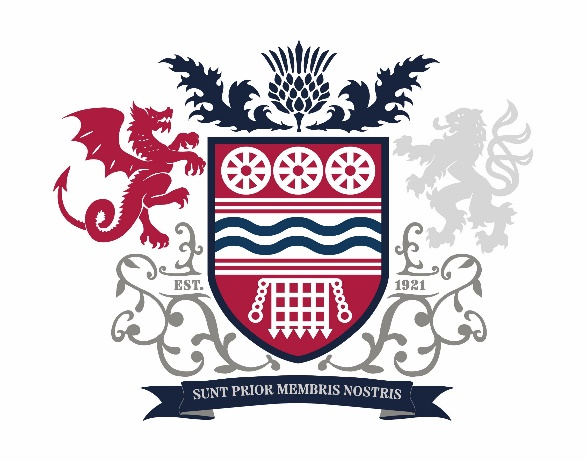 EST. 1921
SUNT PRIOR MEMBRIS NOSTRIS